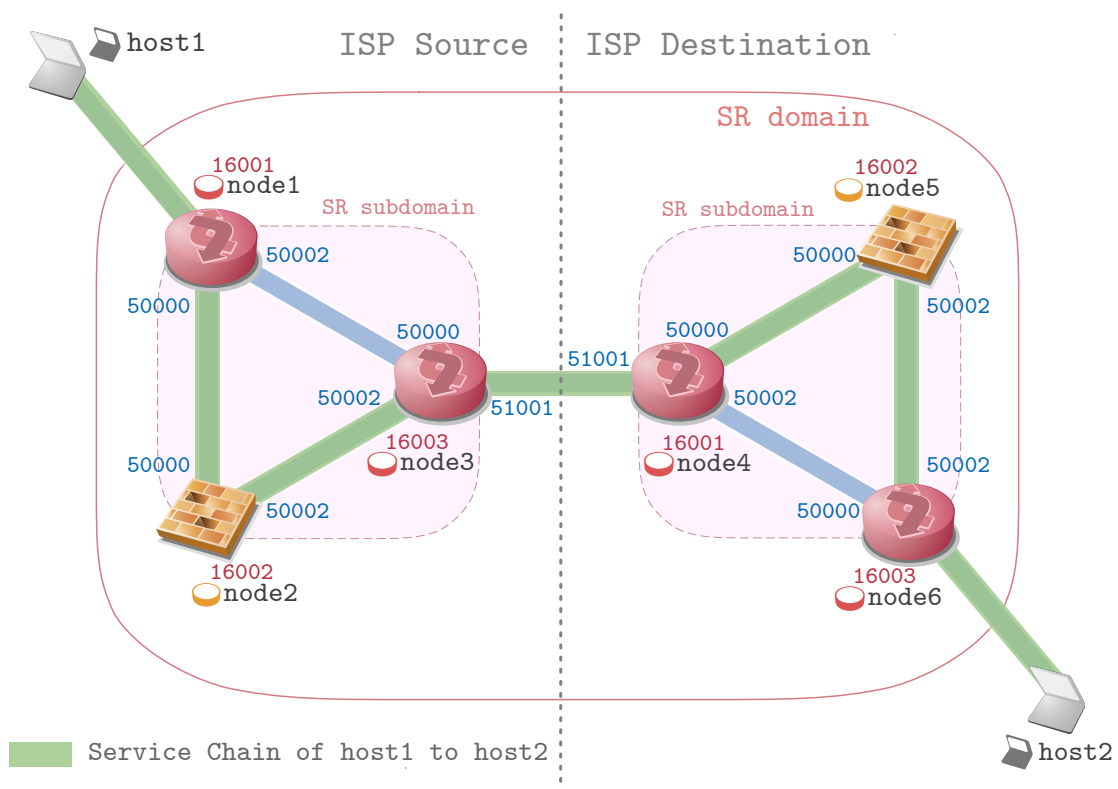 host1
ISP Source
ISP Destination
SR domain
16001
node1
16002
node5
SR subdomain
SR subdomain
50002
50000
50000
50002
50000
50000
51001
50002
51001
50002
16003
node3
16001
node4
50000
50002
50002
50000
16002
node2
16003
node6
Service Chain of host1 to host2
host2